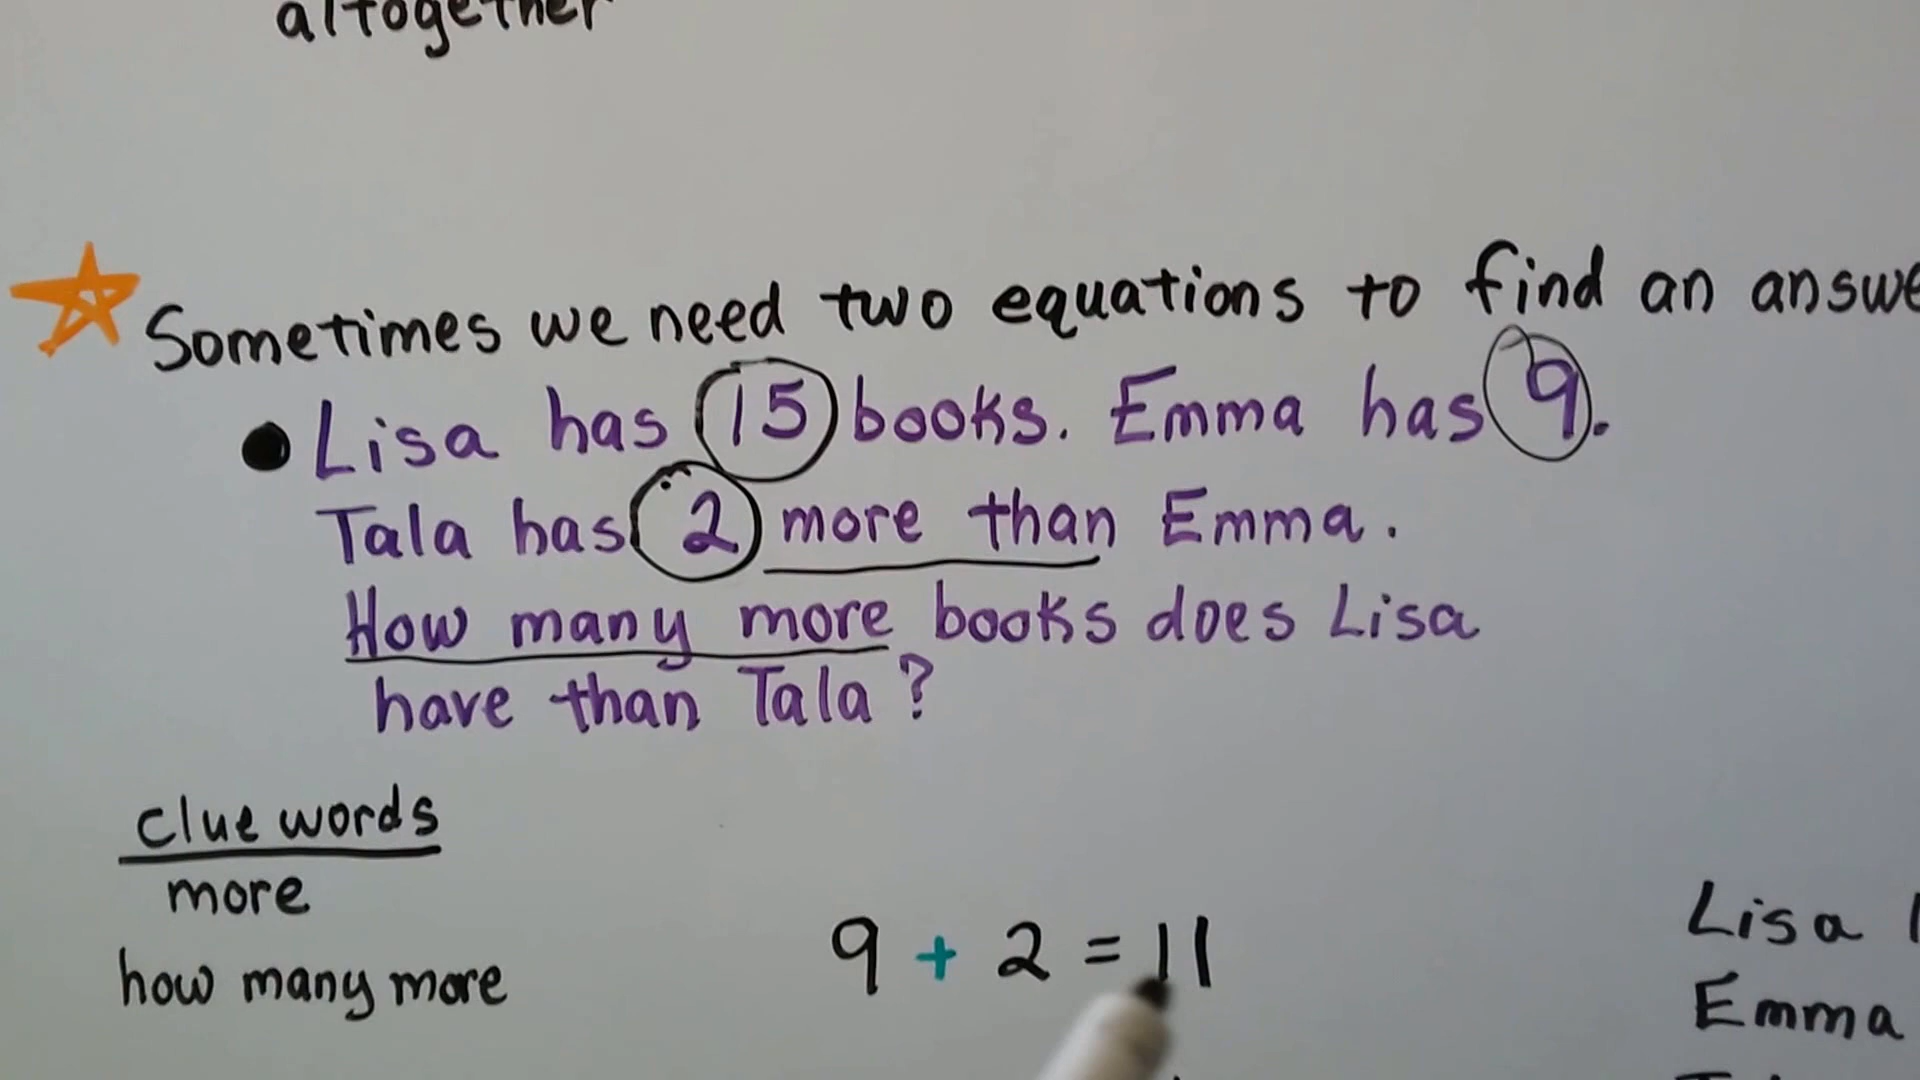 altogether
Sometimes we need two equations to find an answe
Lisa has 15 books. Emma has 9.
Tala has 2 more than Emma.
How many more books does Lisa
have than Tala?
clue words
more
how many more
9 + 2 = 11
Lisa
Emma